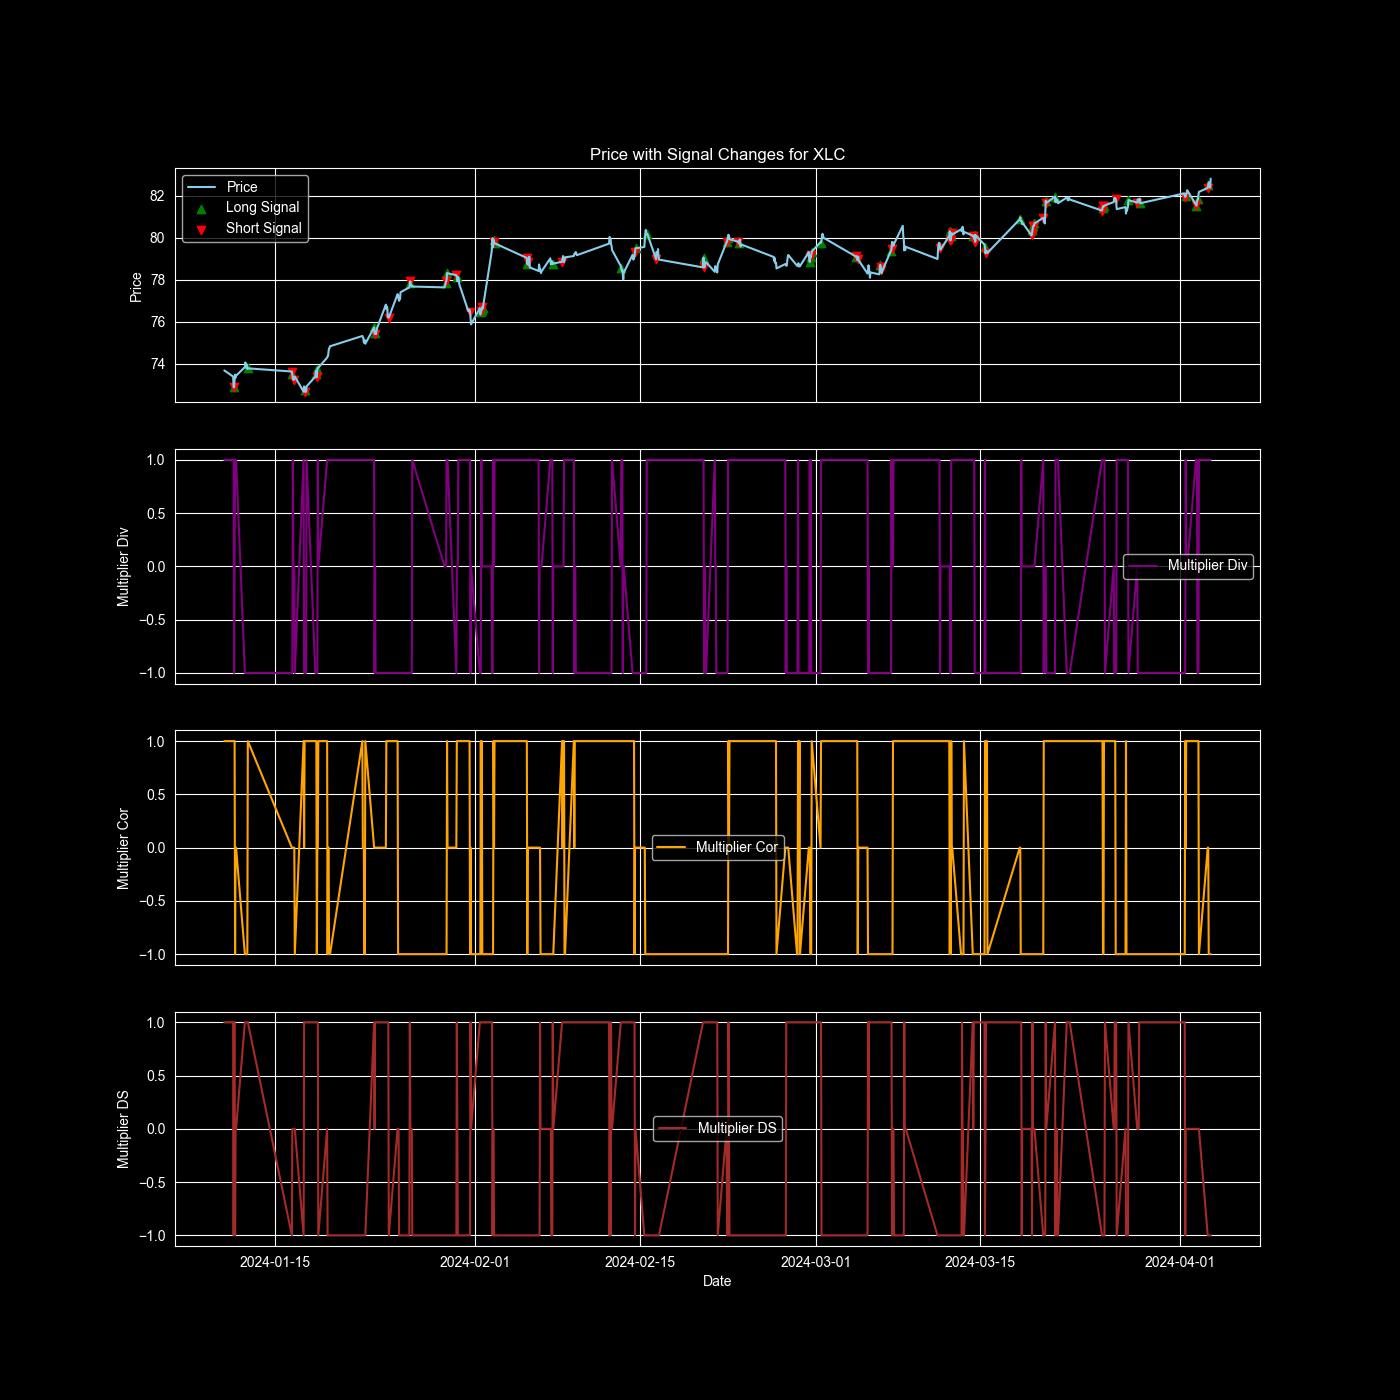 Price with Signal Changes for XLC
Price
Long Signal
Short Signal
82
80
78
76
74
Price
1.0
0.5
0.0
−0.5
−1.0
Multiplier Div
Multiplier Div
1.0
0.5
0.0
−0.5
−1.0
Multiplier Cor
Multiplier Cor
1.0
0.5
0.0
−0.5
−1.0
Multiplier DS
Multiplier DS
2024-01-15 2024-02-01 2024-02-15 2024-03-01 2024-03-15 2024-04-01
Date